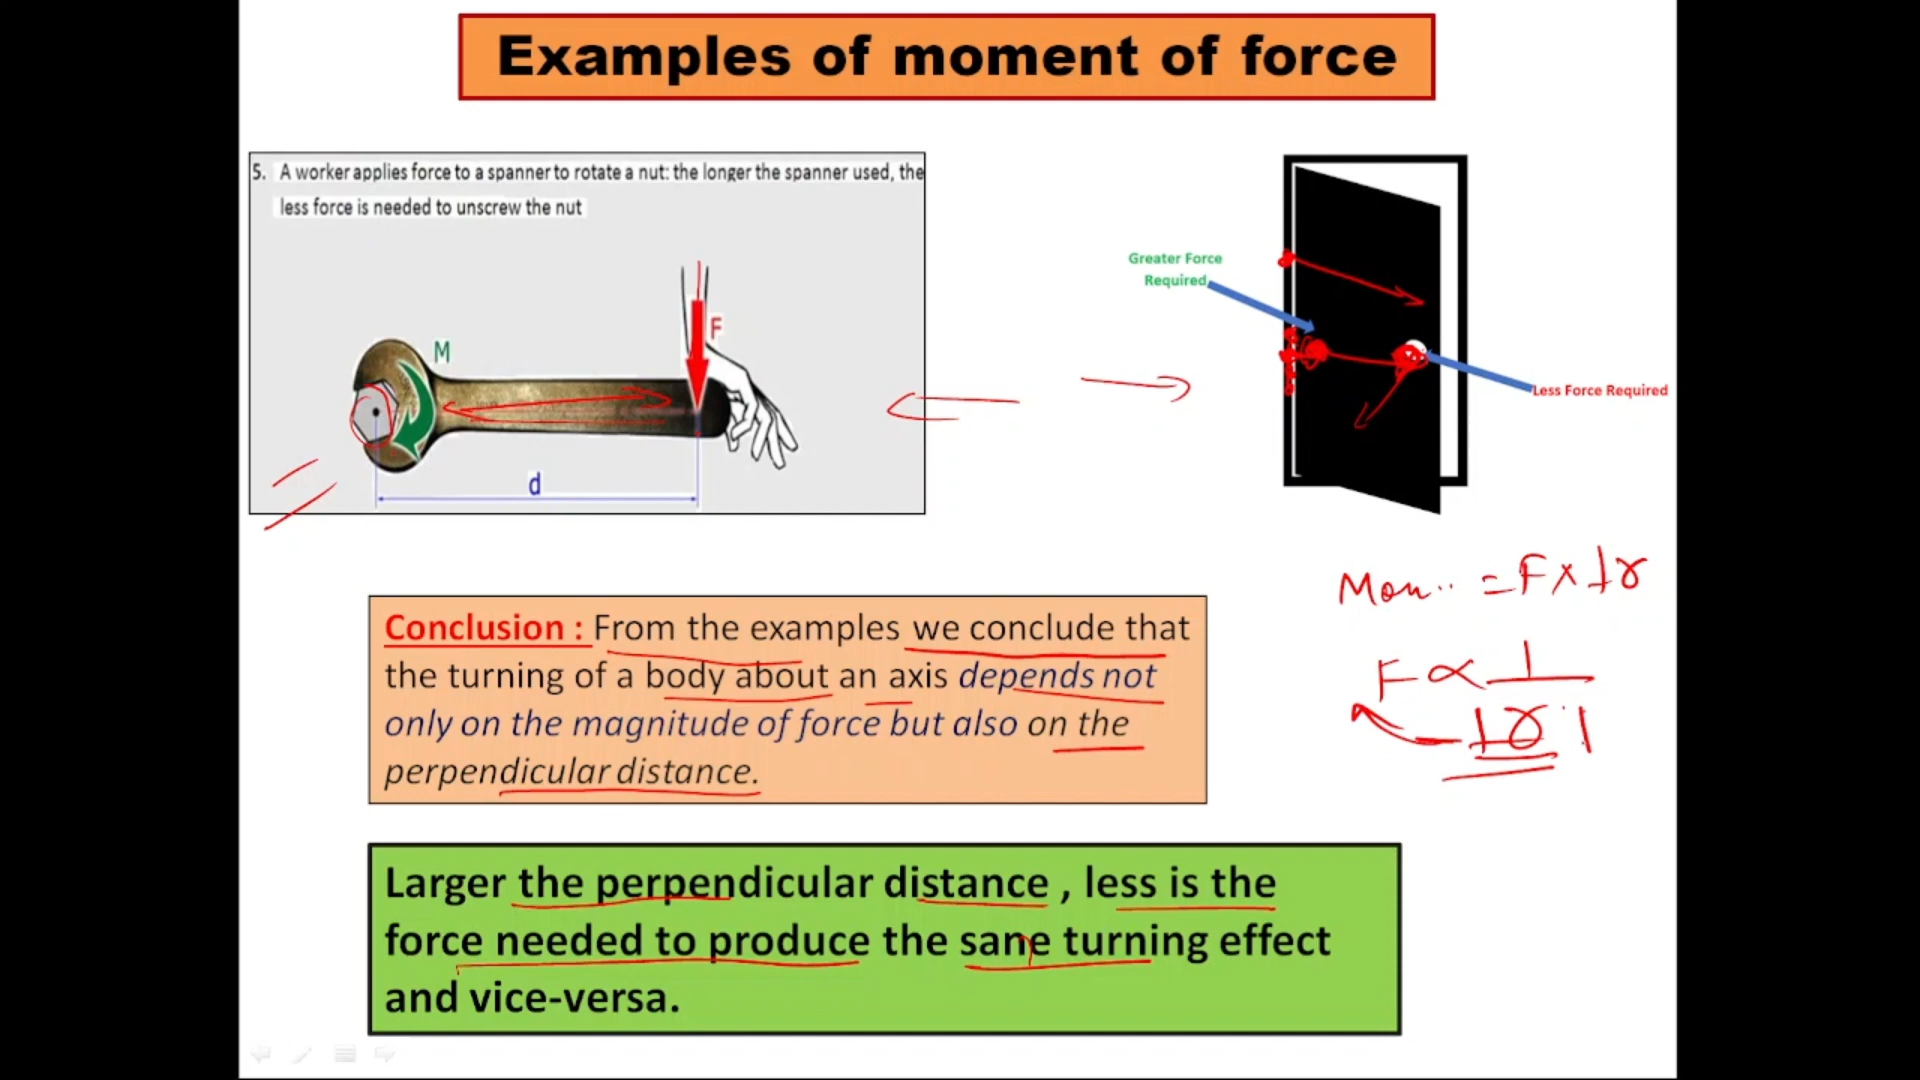 Examples of moment of force
5. A worker applies force to a spanner to rotate a nut: the longer the spanner used, the
less force is needed to unscrew the nut
M
F
d
Greater Force
Required
Less Force Required
Mom.. = F x ⊥ r
F ∝ 1
⊥ r
Conclusion : From the examples we conclude that
the turning of a body about an axis depends not
only on the magnitude of force but also on the
perpendicular distance.
Larger the perpendicular distance , less is the
force needed to produce the sane turning effect
and vice-versa.